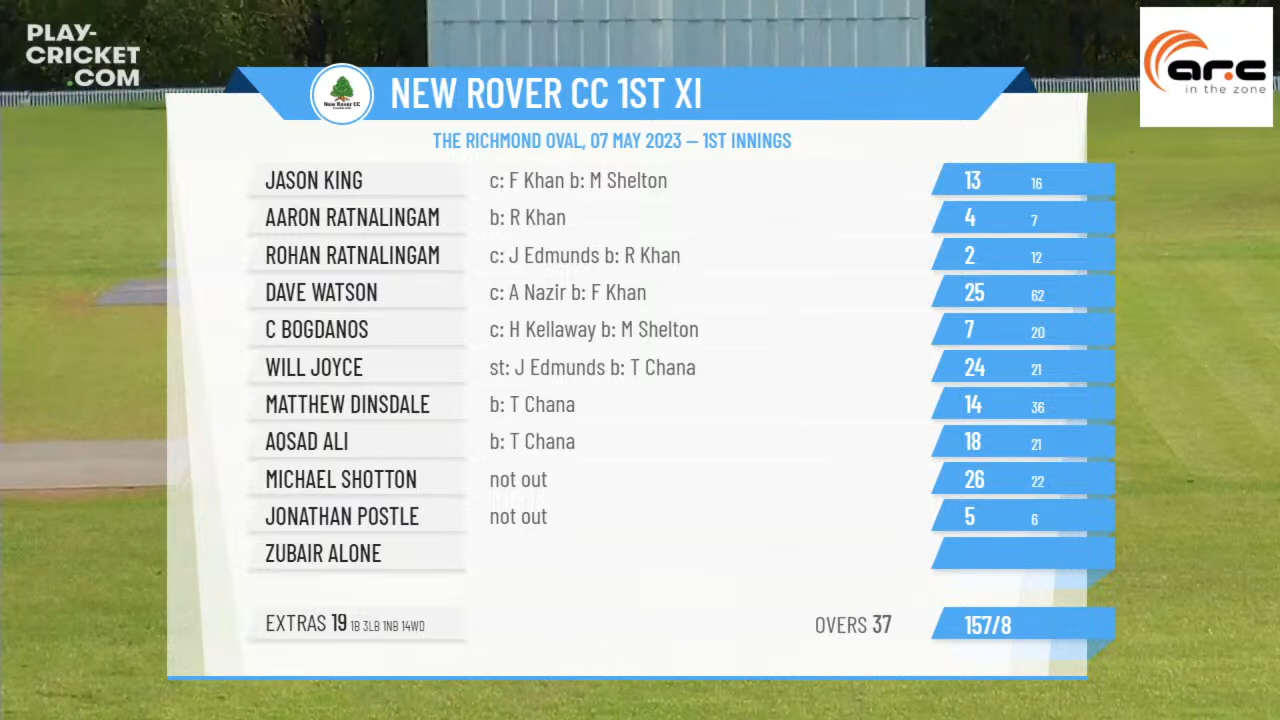 PLAY-
CRICKET
.COM
arc
in the zone
New Rover CC
NEW ROVER CC 1ST XI
THE RICHMOND OVAL, 07 MAY 2023 – 1ST INNINGS
JASON KING c: F Khan b: M Shelton 13 16
AARON RATNALINGAM b: R Khan 4 7
ROHAN RATNALINGAM c: J Edmunds b: R Khan 2 12
DAVE WATSON c: A Nazir b: F Khan 25 62
C BOGDANOS c: H Kellaway b: M Shelton 7 20
WILL JOYCE st: J Edmunds b: T Chana 24 21
MATTHEW DINSDALE b: T Chana 14 36
AQSAD ALI b: T Chana 18 21
MICHAEL SHOTTON not out 26 22
JONATHAN POSTLE not out 5 6
ZUBAIR ALONE
EXTRAS 19 1B 3LB 1NB 14WD OVERS 37 157/8